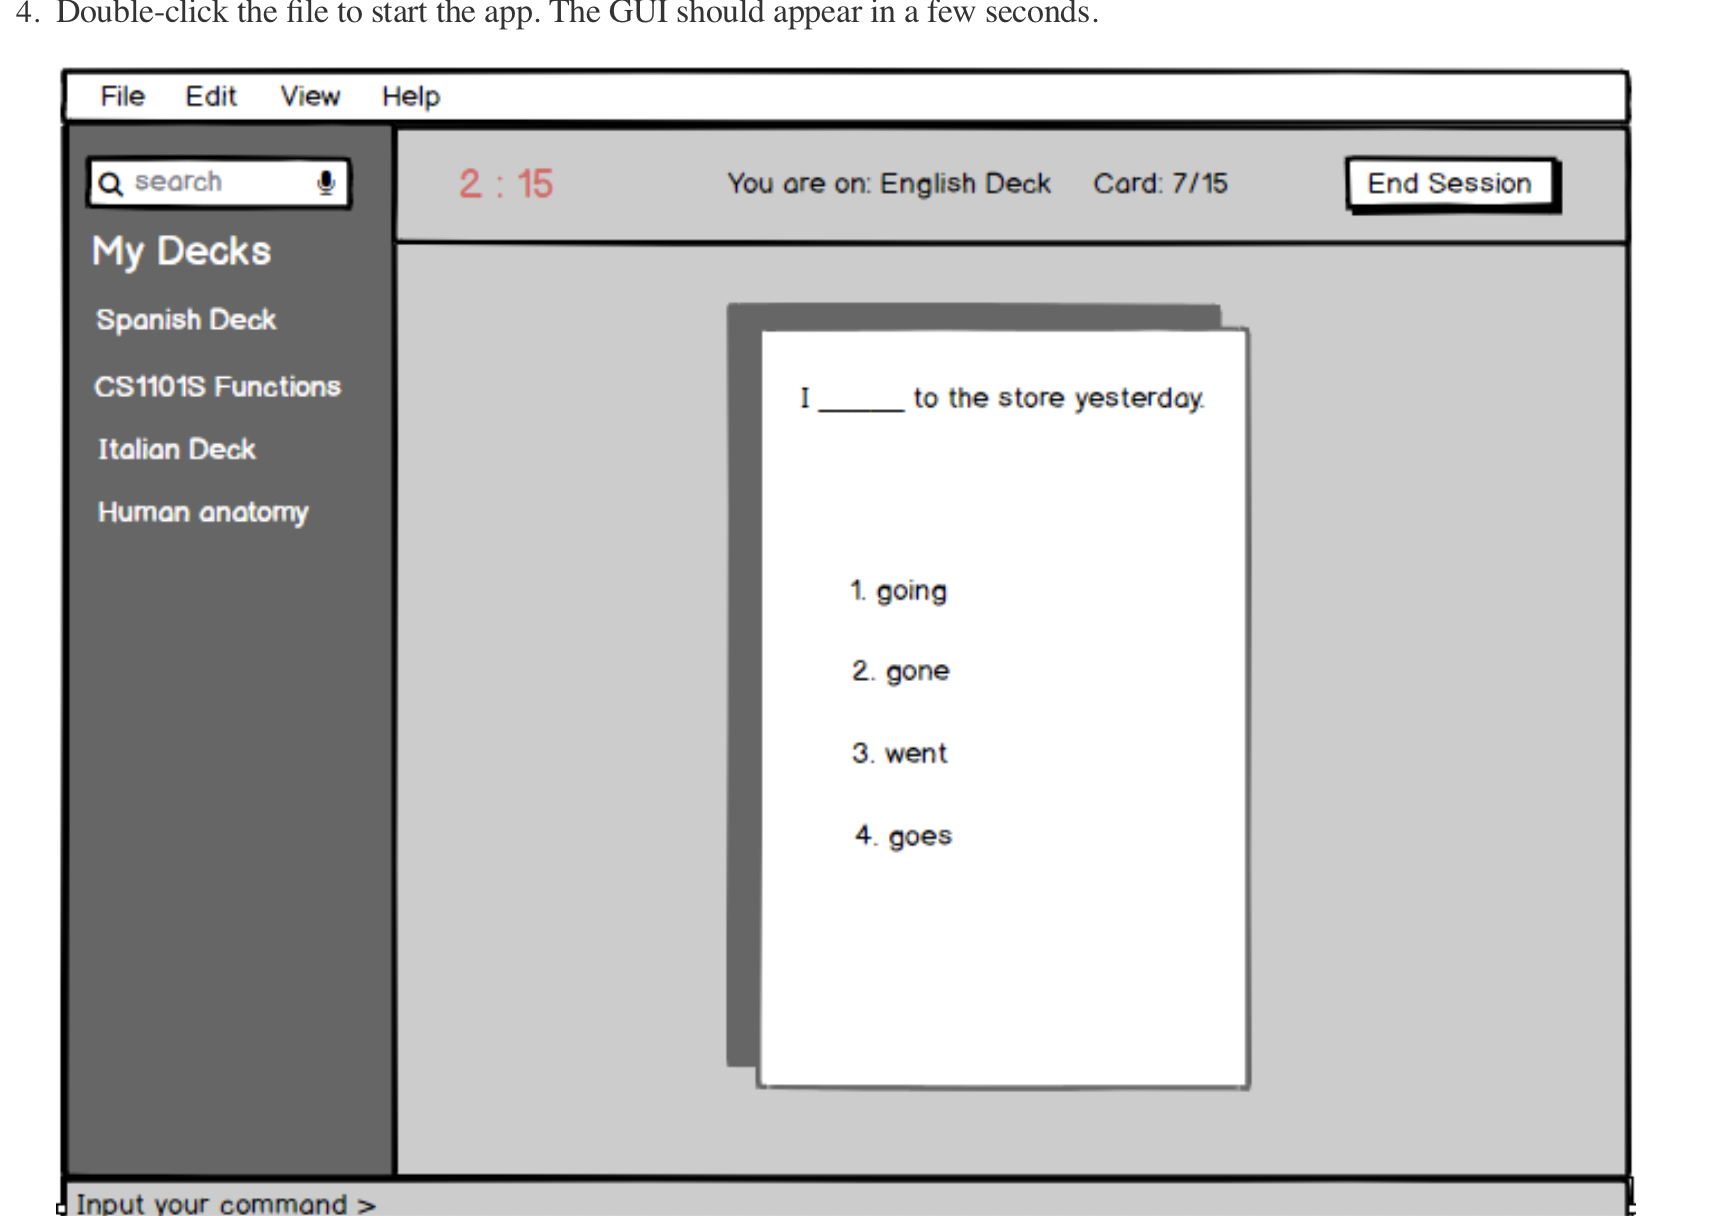 4. Double-click the file to start the app. The GUI should appear in a few seconds.
File Edit View Help
search
My Decks
Spanish Deck
CS1101S Functions
Italian Deck
Human anatomy
2 : 15 You are on: English Deck Card: 7/15 End Session
I ______ to the store yesterday.
1. going
2. gone
3. went
4. goes
Input your command >